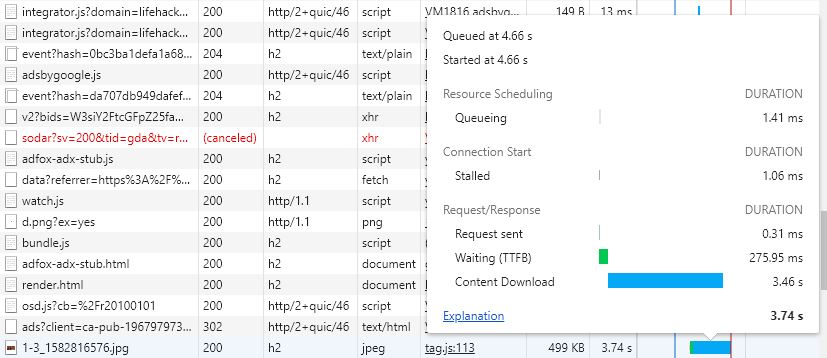 integrator.js?domain=lifehack... 200 http/2+quic/46 script VM1816 adsbyg... 149 B 13 ms
integrator.js?domain=lifehack... 200 http/2+quic/46 script
event?hash=0bc3ba1defa1a68... 204 h2 text/plain
adsbygoogle.js 200 http/2+quic/46 script
event?hash=da707db949dafef... 204 h2 text/plain
v2?bids=W3siY2FtcGFpZ25fa... 200 h2 xhr
sodar?sv=200&tid=gda&tv=r... (canceled) xhr
adfox-adx-stub.js 200 h2 script
data?referrer=https%3A%2F%... 200 h2 fetch
watch.js 200 http/1.1 script
d.png?ex=yes 200 http/1.1 png
bundle.js 200 h2 script
adfox-adx-stub.html 200 h2 document
render.html 200 h2 document
osd.js?cb=%2Fr20100101 200 http/2+quic/46 script
ads?client=ca-pub-196797973... 302 http/2+quic/46 text/html
1-3_1582816576.jpg 200 h2 jpeg tag.js:113 499 KB 3.74 s
Queued at 4.66 s
Started at 4.66 s
Resource Scheduling DURATION
Queueing 1.41 ms
Connection Start DURATION
Stalled 1.06 ms
Request/Response DURATION
Request sent 0.31 ms
Waiting (TTFB) 275.95 ms
Content Download 3.46 s
Explanation 3.74 s